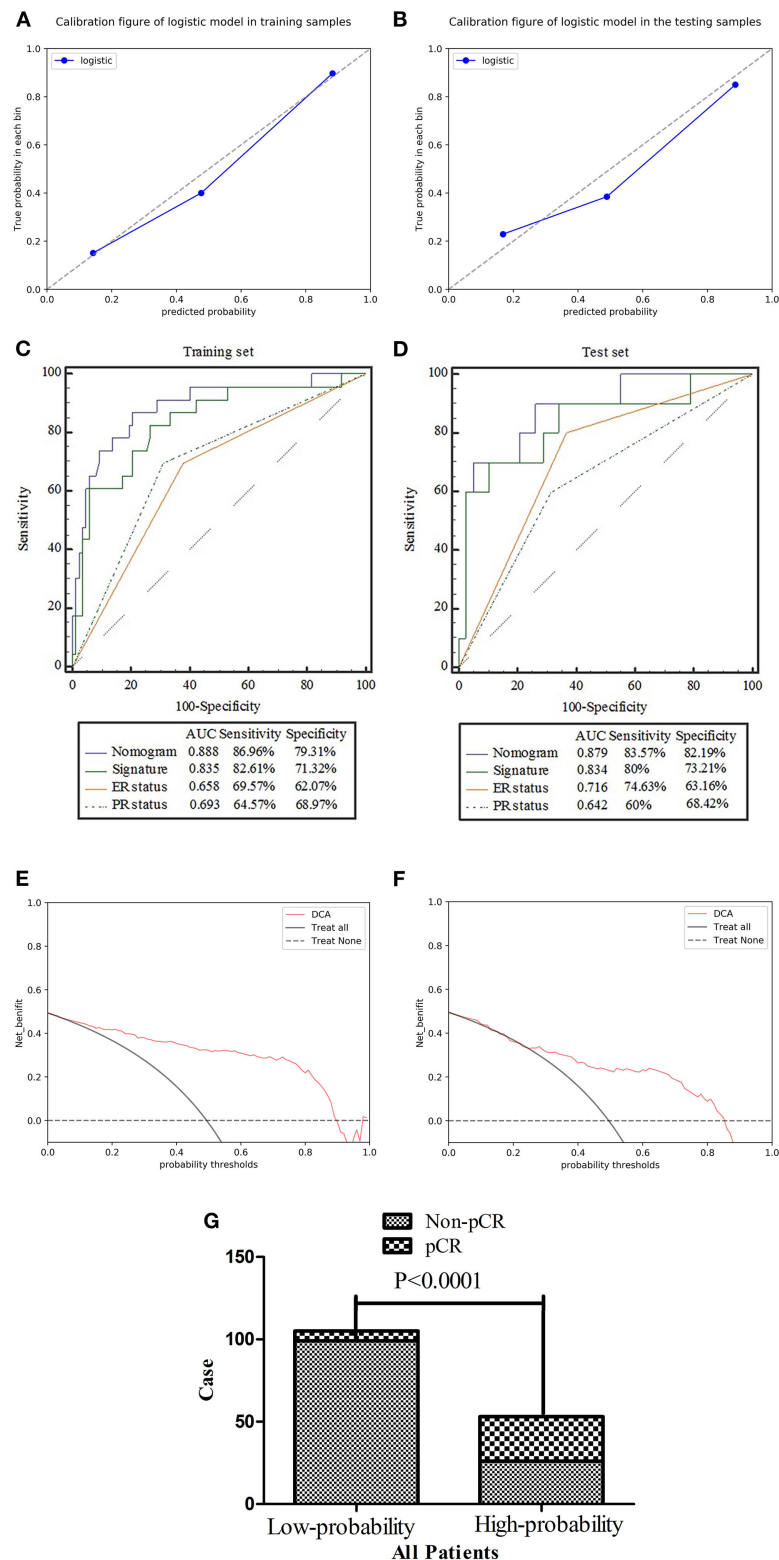 A
Calibration figure of logistic model in training samples
1.0
0.8
0.6
0.4
0.2
0.0
True probability in each bin
logistic
0.0 0.2 0.4 0.6 0.8 1.0
predicted probability
B
Calibration figure of logistic model in the testing samples
1.0
0.8
0.6
0.4
0.2
0.0
True probability in each bin
logistic
0.0 0.2 0.4 0.6 0.8 1.0
predicted probability
C
Training set
100
80
60
40
20
0
Sensitivity
0 20 40 60 80 100
100-Specificity
AUC Sensitivity Specificity
Nomogram 0.888 86.96% 79.31%
Signature 0.835 82.61% 71.32%
ER status 0.658 69.57% 62.07%
PR status 0.693 64.57% 68.97%
D
Test set
100
80
60
40
20
0
Sensitivity
0 20 40 60 80 100
100-Specificity
AUC Sensitivity Specificity
Nomogram 0.879 83.57% 82.19%
Signature 0.834 80% 73.21%
ER status 0.716 74.63% 63.16%
PR status 0.642 60% 68.42%
E
1.0
0.8
0.6
0.4
0.2
0.0
Net_benifit
DCA
Treat all
Treat None
0.0 0.2 0.4 0.6 0.8 1.0
probability thresholds
F
1.0
0.8
0.6
0.4
0.2
0.0
Net_benifit
DCA
Treat all
Treat None
0.0 0.2 0.4 0.6 0.8 1.0
probability thresholds
G
Non-pCR
pCR
P<0.0001
150
100
50
0
Case
Low-probability High-probability
All Patients